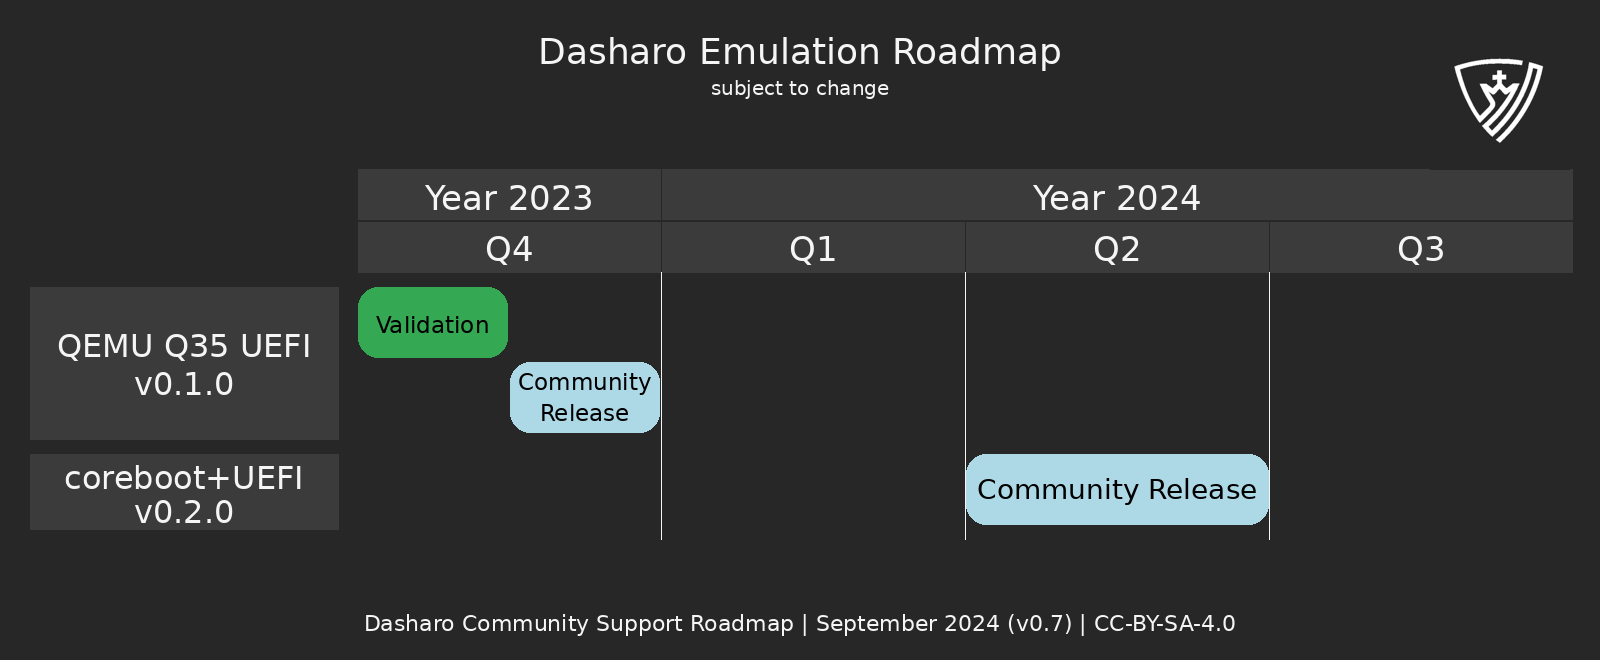 Dasharo Emulation Roadmap
subject to change
Year 2023
Year 2024
Q4
Q1
Q2
Q3
QEMU Q35 UEFI
v0.1.0
Validation
Community
Release
coreboot+UEFI
v0.2.0
Community Release
Dasharo Community Support Roadmap | September 2024 (v0.7) | CC-BY-SA-4.0